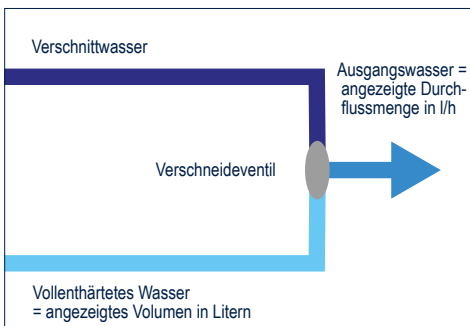 Verschnittwasser
Ausgangswasser =
angezeigte Durch-
flussmenge in l/h
Verschneideventil
Vollenthärtetes Wasser
= angezeigtes Volumen in Litern